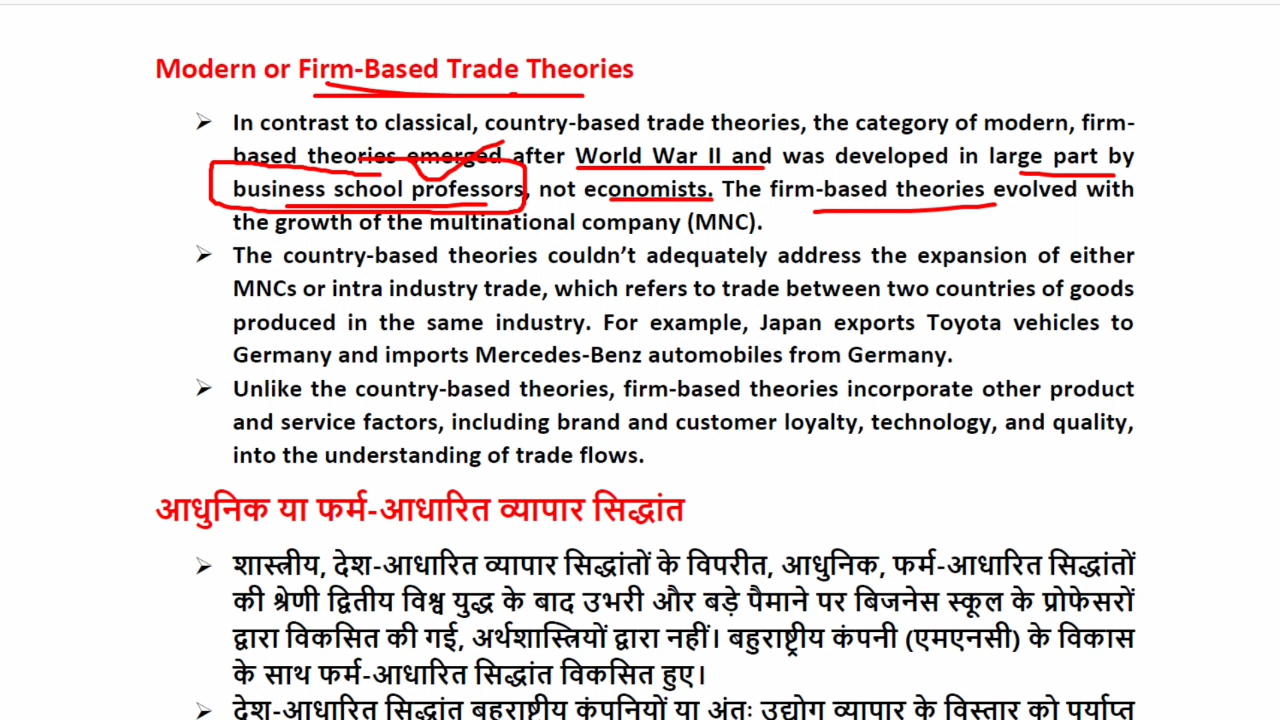 Modern or Firm-Based Trade Theories
➢ In contrast to classical, country-based trade theories, the category of modern, firm-
based theories emerged after World War II and was developed in large part by
business school professors, not economists. The firm-based theories evolved with
the growth of the multinational company (MNC).
➢ The country-based theories couldn’t adequately address the expansion of either
MNCs or intra industry trade, which refers to trade between two countries of goods
produced in the same industry. For example, Japan exports Toyota vehicles to
Germany and imports Mercedes-Benz automobiles from Germany.
➢ Unlike the country-based theories, firm-based theories incorporate other product
and service factors, including brand and customer loyalty, technology, and quality,
into the understanding of trade flows.
आधुनिक या फर्म-आधारित व्यापार सिद्धांत
➢ शास्त्रीय, देश-आधारित व्यापार सिद्धांतों के विपरीत, आधुनिक, फर्म-आधारित सिद्धांतों
की श्रेणी द्वितीय विश्व युद्ध के बाद उभरी और बड़े पैमाने पर बिजनेस स्कूल के प्रोफेसरों
द्वारा विकसित की गई, अर्थशास्त्रियों द्वारा नहीं। बहुराष्ट्रीय कंपनी (एमएनसी) के विकास
के साथ फर्म-आधारित सिद्धांत विकसित हुए।
➢ देश-आधारित सिद्धांत बहुराष्ट्रीय कंपनियों या अंतः उद्योग व्यापार के विस्तार को पर्याप्त